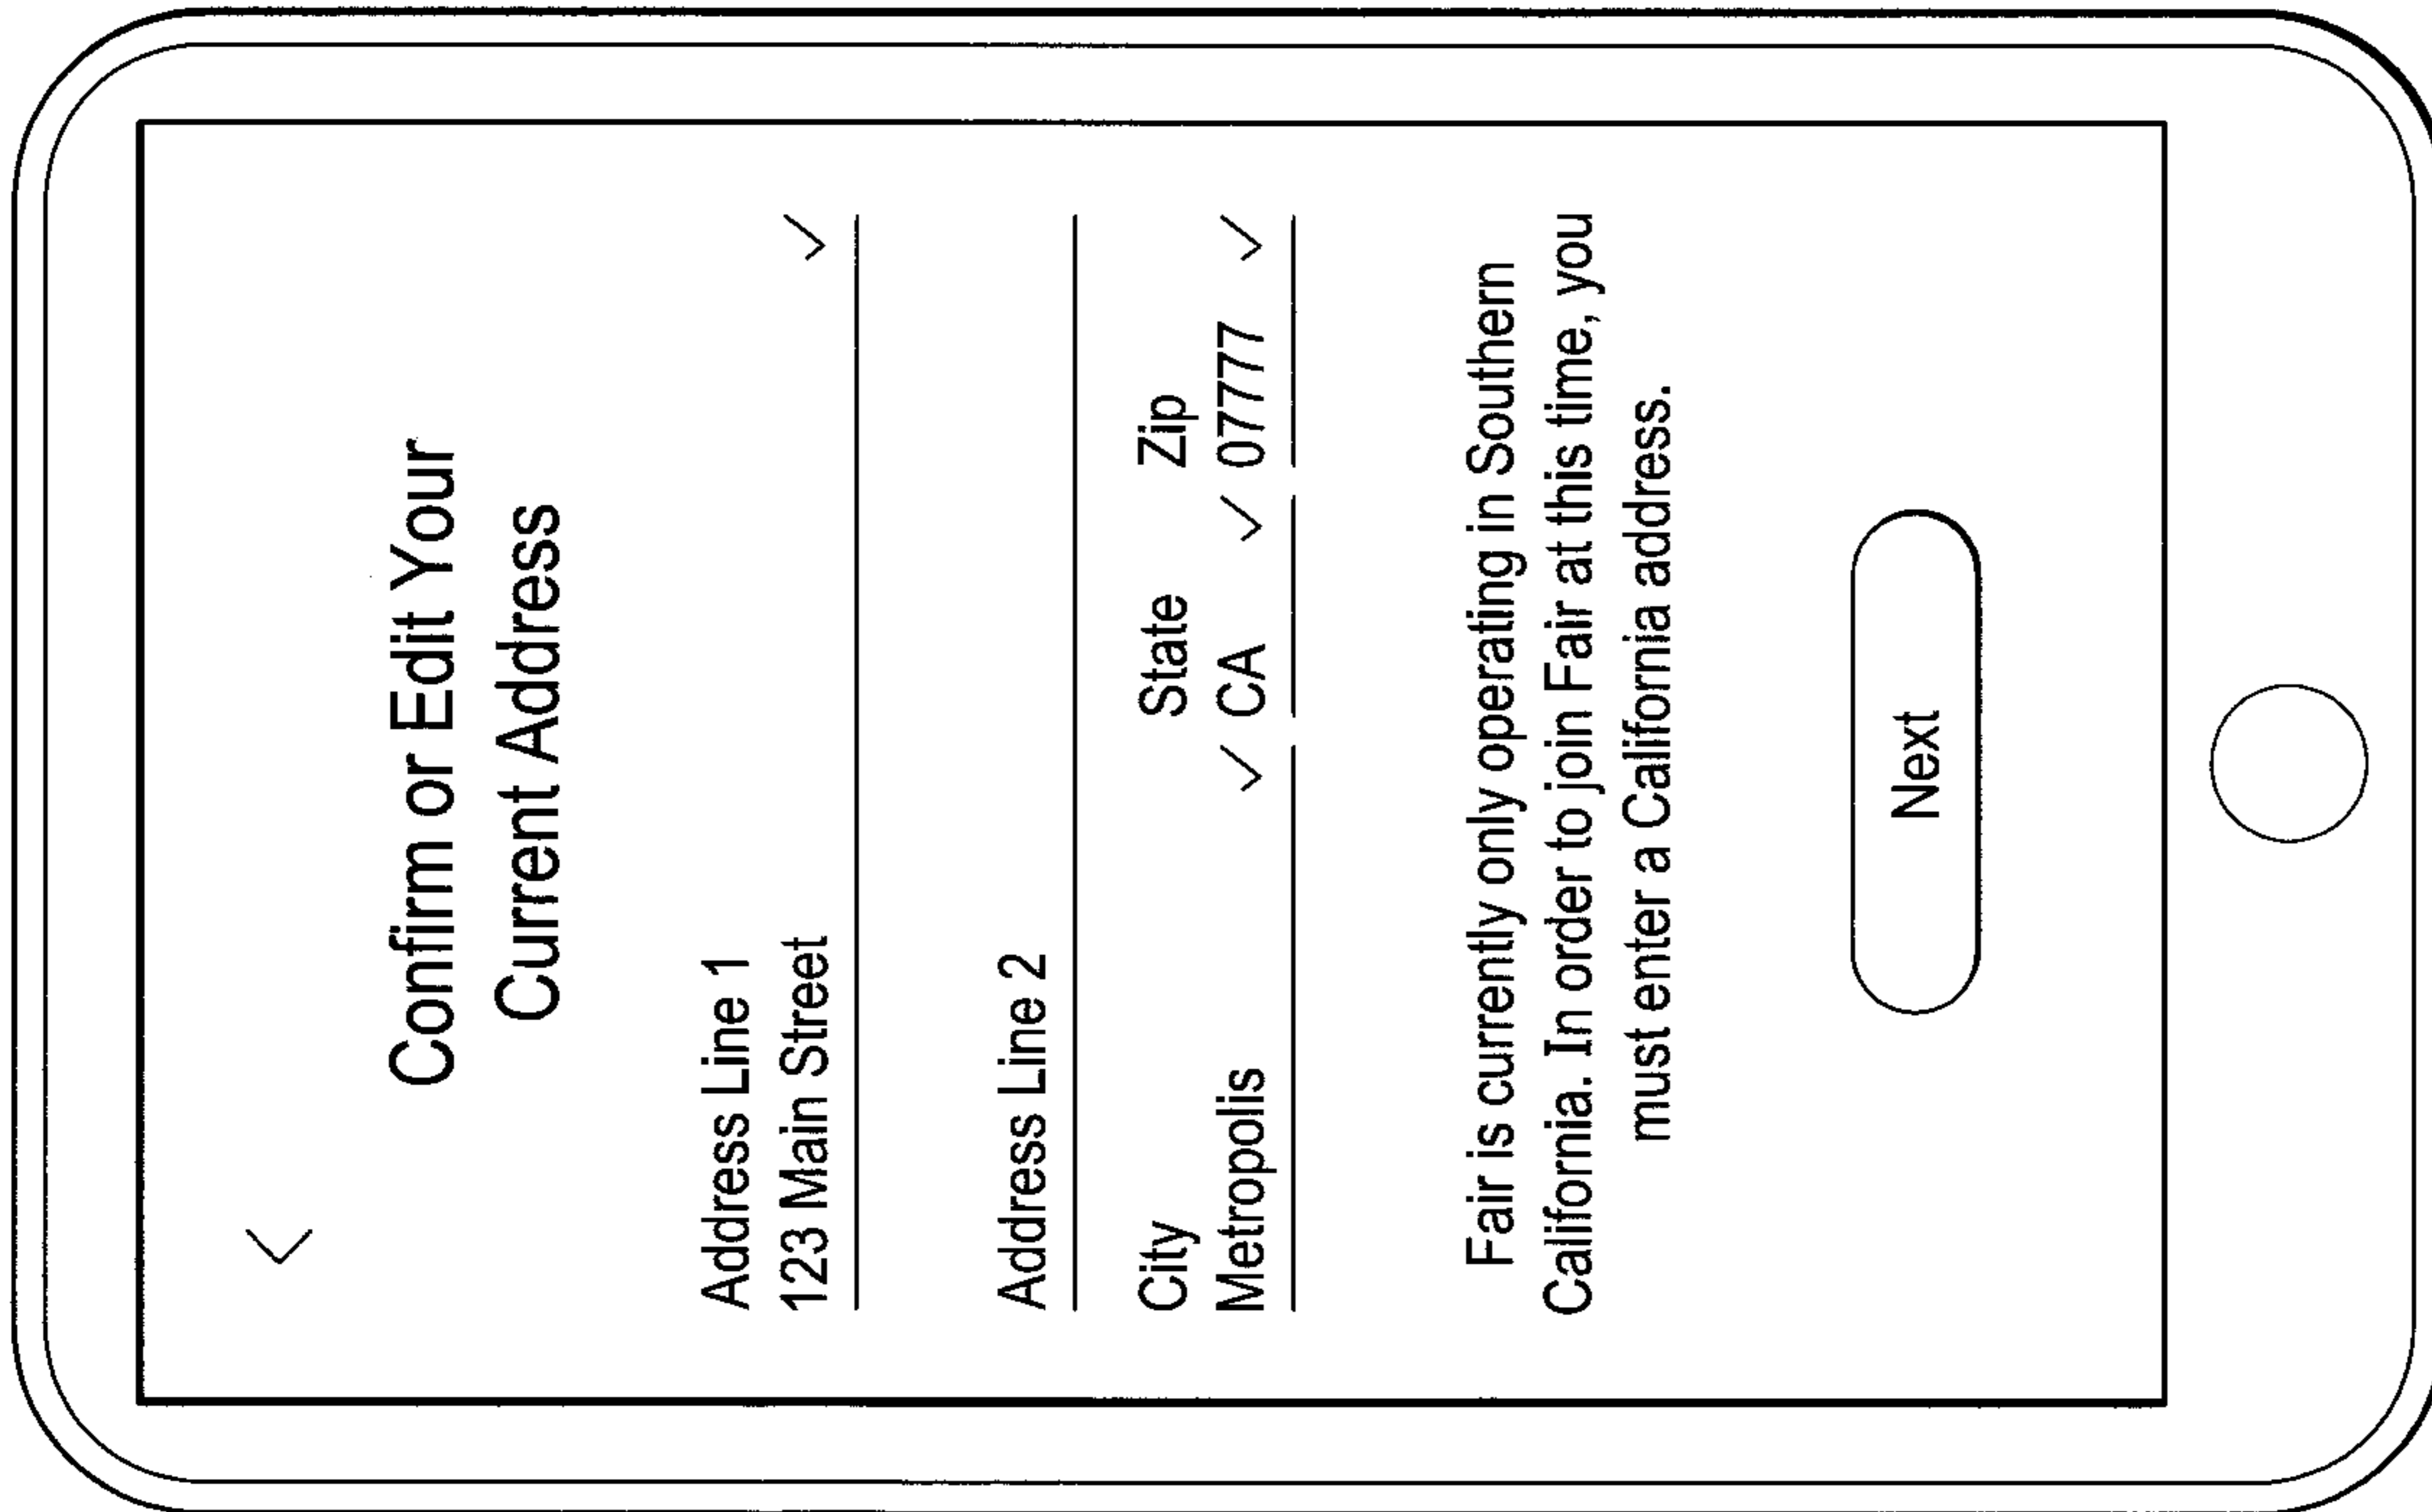 Confirm or Edit Your
Current Address
Address Line 1
123 Main Street
Address Line 2
City State Zip
Metropolis CA 07777
Fair is currently only operating in Southern
California. In order to join Fair at this time, you
must enter a California address.
Next